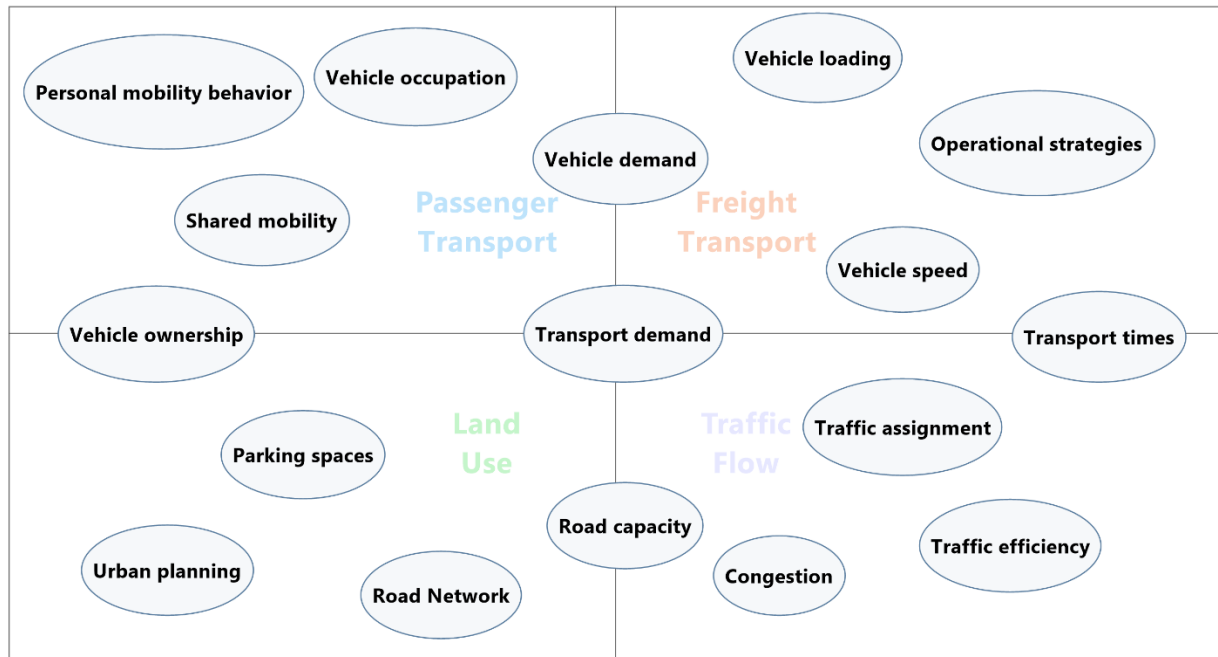 Personal mobility behavior
Vehicle occupation
Vehicle loading
Operational strategies
Vehicle demand
Shared mobility
Passenger
Transport
Freight
Transport
Vehicle speed
Vehicle ownership
Transport demand
Transport times
Parking spaces
Land
Use
Traffic
Flow
Traffic assignment
Urban planning
Road Network
Road capacity
Congestion
Traffic efficiency